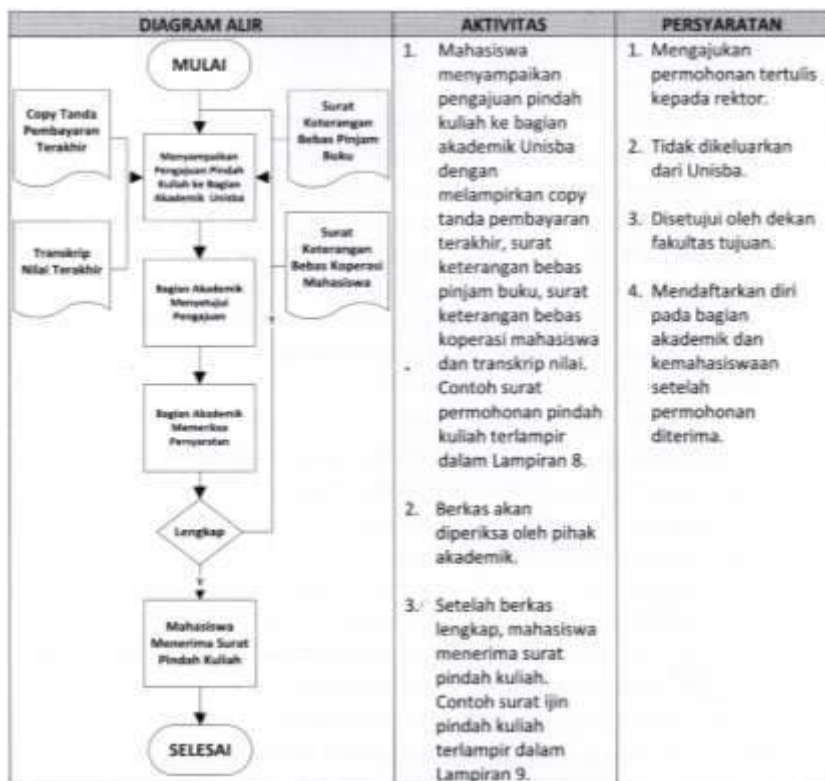 DIAGRAM ALIR
AKTIVITAS
PERSYARATAN
MULAI
Copy Tanda
Pembayaran
Terakhir
Surat
Keterangan
Bebas Pinjam
Buku
Menyampaikan
Pengajuan Pindah
Kuliah ke Bagian
Akademik Unisba
Transkrip
Nilai Terakhir
Surat
Keterangan
Bebas Koperasi
Mahasiswa
Bagian Akademik
Menyetujui
Pengajuan
Bagian Akademik
Memeriksa
Persyaratan
Lengkap
Y
Mahasiswa
Menerima Surat
Pindah Kuliah
SELESAI
1. Mahasiswa
menyampaikan
pengajuan pindah
kuliah ke bagian
akademik Unisba
dengan
melampirkan copy
tanda pembayaran
terakhir, surat
keterangan bebas
pinjam buku, surat
keterangan bebas
koperasi mahasiswa
dan transkrip nilai.
Contoh surat
permohonan pindah
kuliah terlampir
dalam Lampiran 8.
2. Berkas akan
diperiksa oleh pihak
akademik.
3. Setelah berkas
lengkap, mahasiswa
menerima surat
pindah kuliah.
Contoh surat ijin
pindah kuliah
terlampir dalam
Lampiran 9.
1. Mengajukan
permohonan tertulis
kepada rektor.
2. Tidak dikeluarkan
dari Unisba.
3. Disetujui oleh dekan
fakultas tujuan.
4. Mendaftarkan diri
pada bagian
akademik dan
kemahasiswaan
setelah
permohonan
diterima.